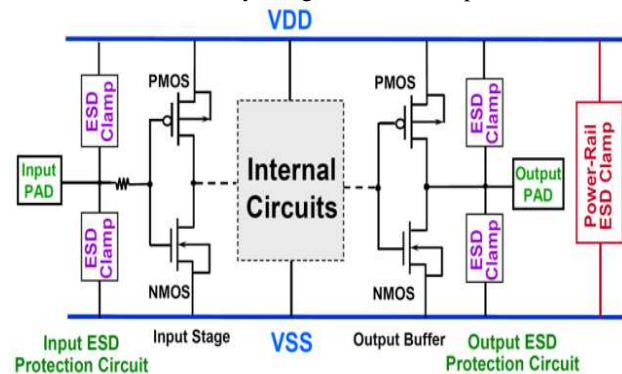 VDD
PMOS
PMOS
ESD
Clamp
ESD
Clamp
Power-Rail
ESD Clamp
Input
PAD
Internal
Circuits
Output
PAD
ESD
Clamp
ESD
Clamp
NMOS
NMOS
Input ESD
Protection Circuit
Input Stage
VSS
Output Buffer
Output ESD
Protection Circuit